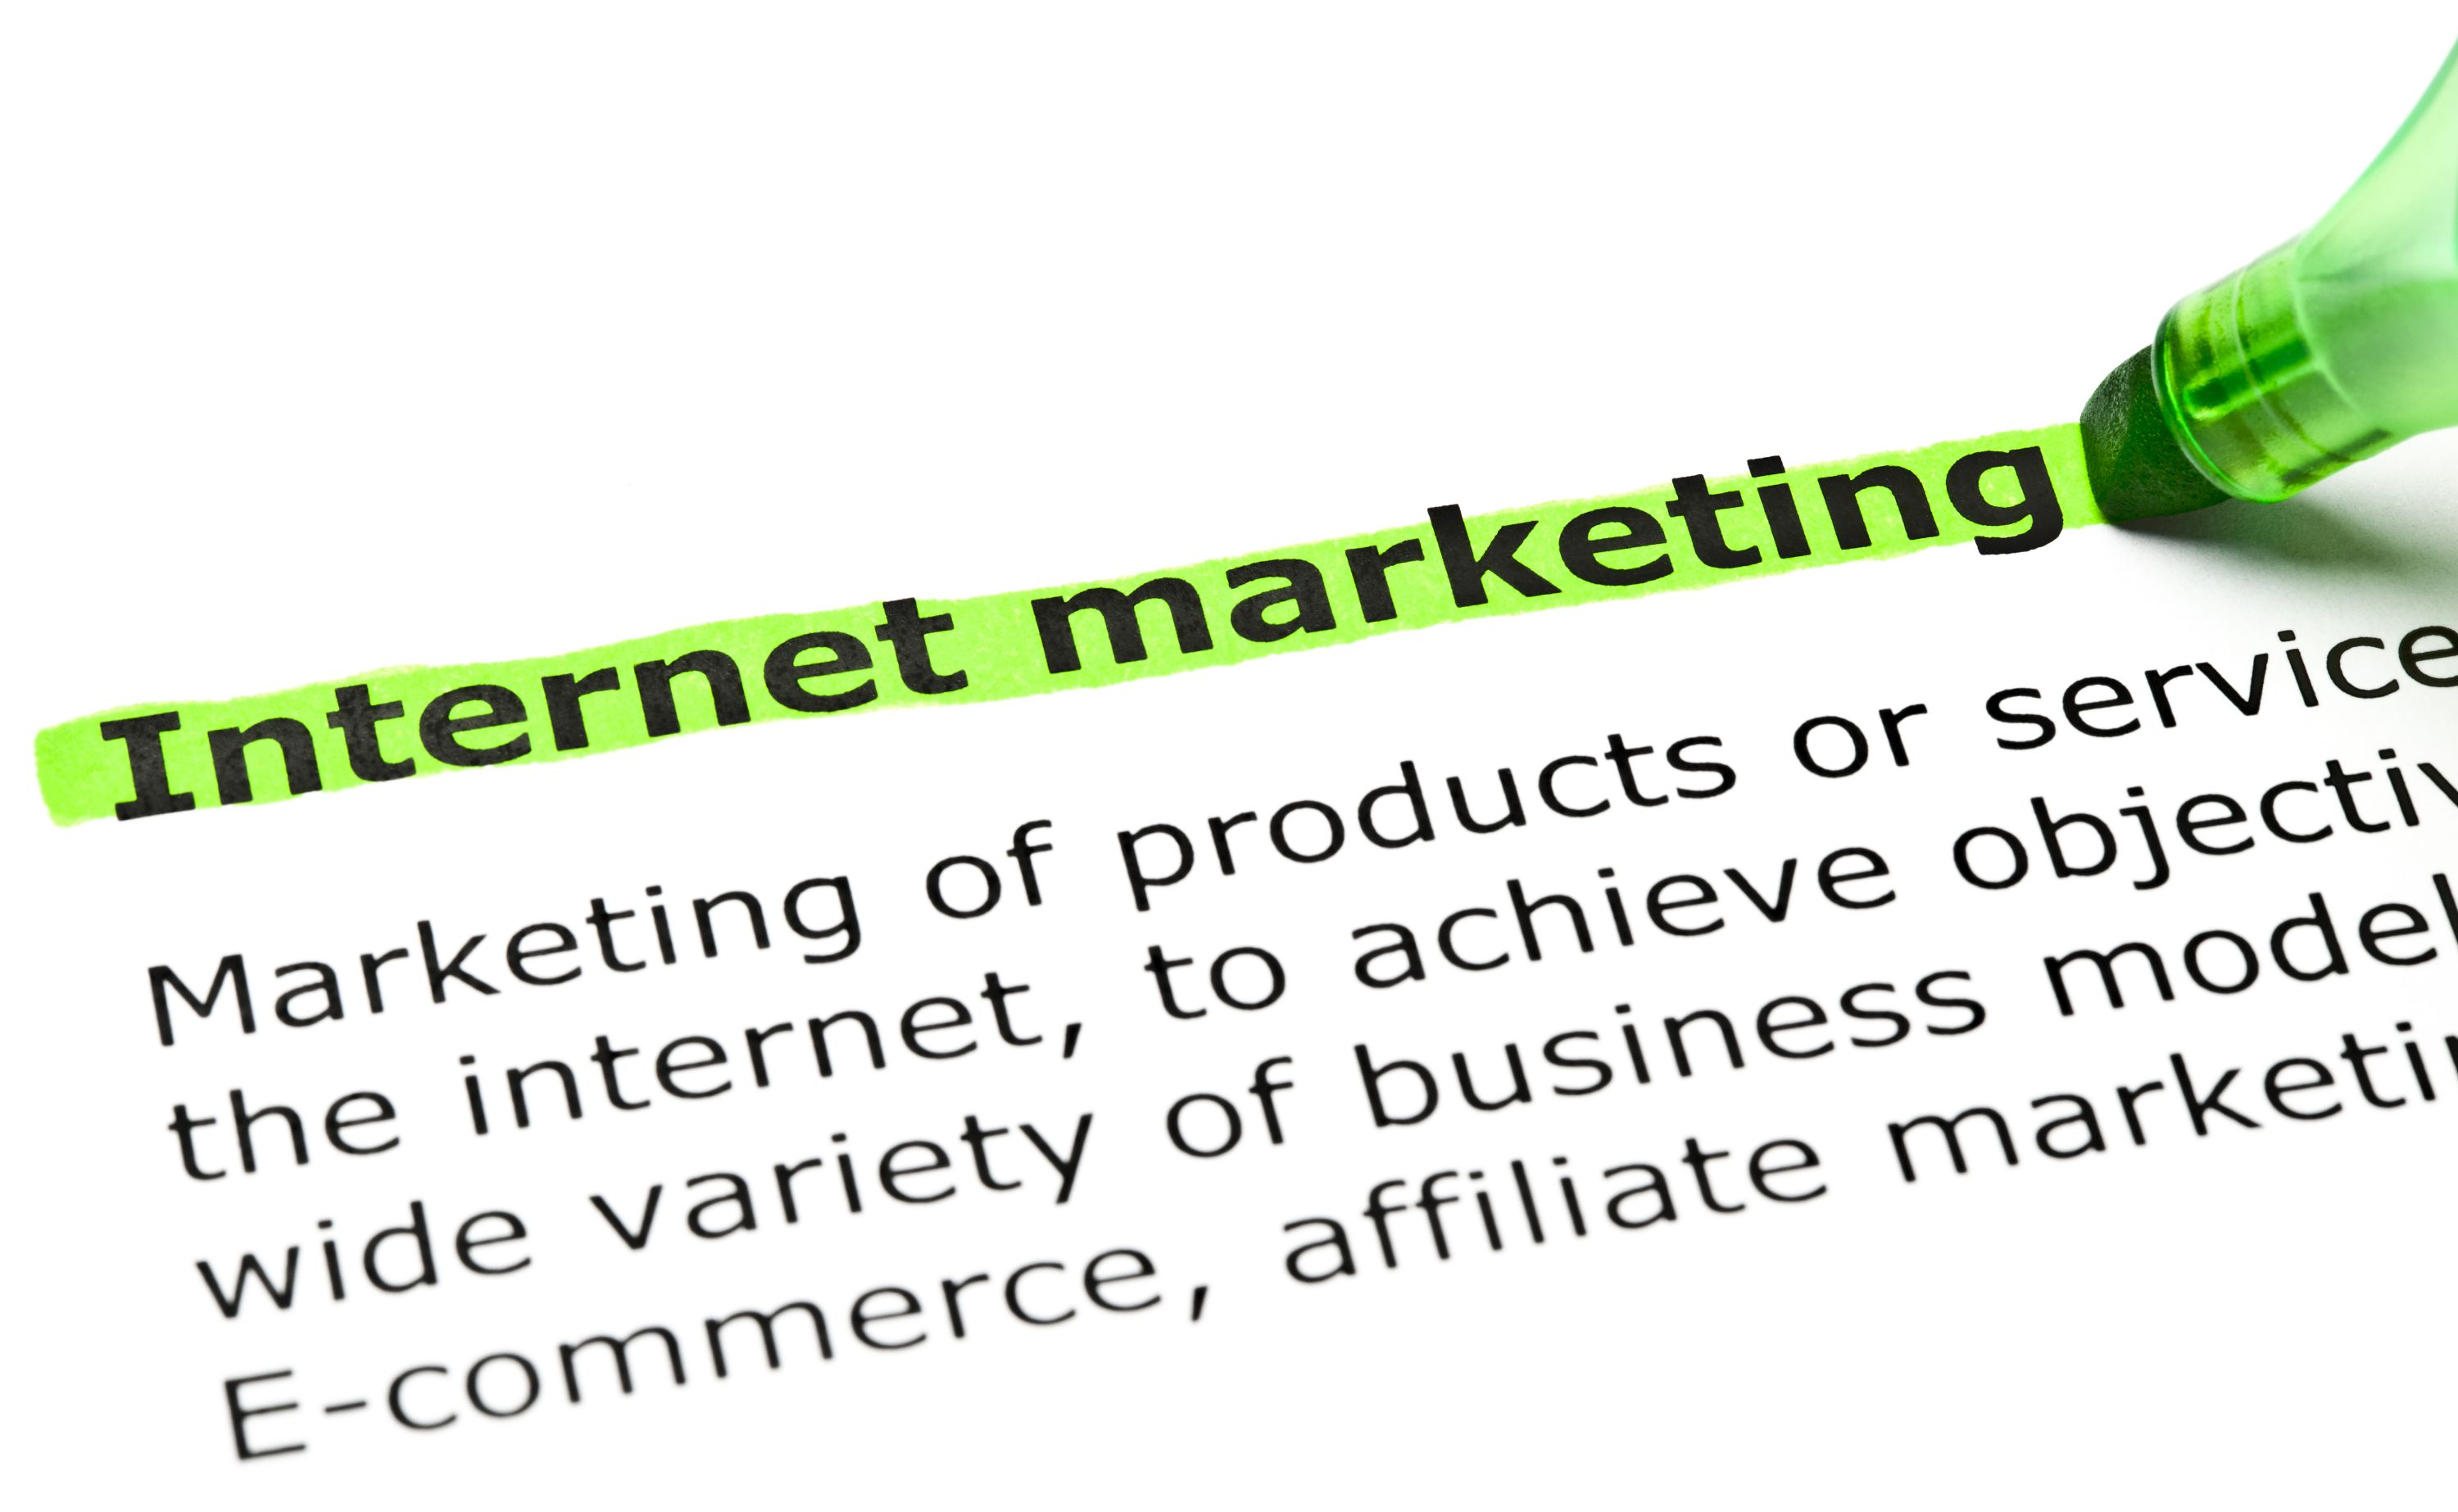 Internet marketing
Marketing of products or service
the internet, to achieve objectiv
wide variety of business model
E-commerce, affiliate marketin